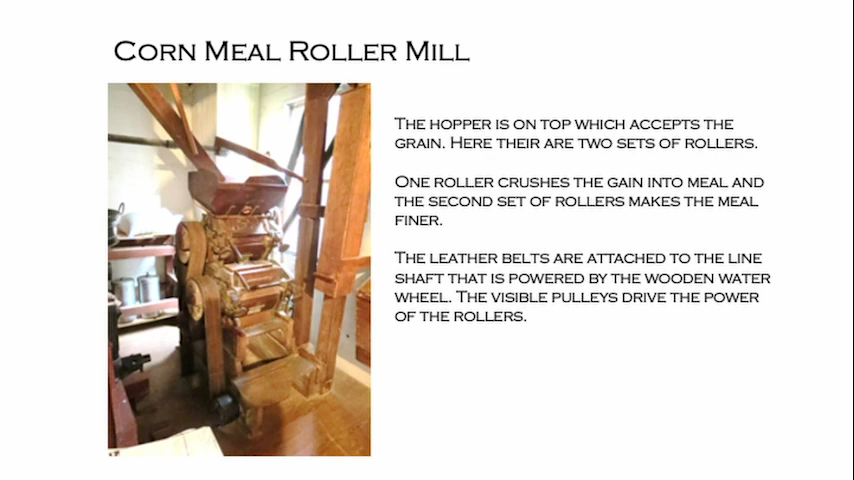 Corn Meal Roller Mill
The hopper is on top which accepts the
grain. Here their are two sets of rollers.
One roller crushes the gain into meal and
the second set of rollers makes the meal
finer.
The leather belts are attached to the line
shaft that is powered by the wooden water
wheel. The visible pulleys drive the power
of the rollers.